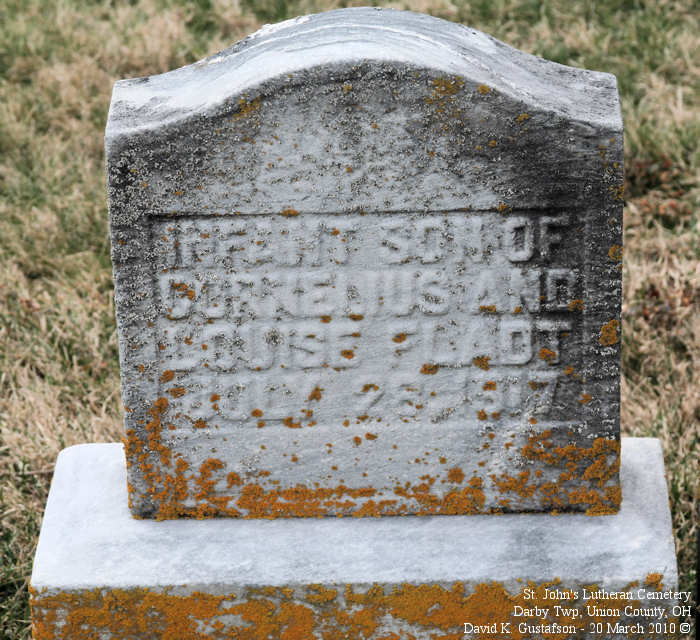 INFANT SON OF
CORNELIUS AND
LOUISE FLADT
JULY 26, 1917
St. John's Lutheran Cemetery
Darby Twp, Union County, OH
David K. Gustafson - 20 March 2010 ©